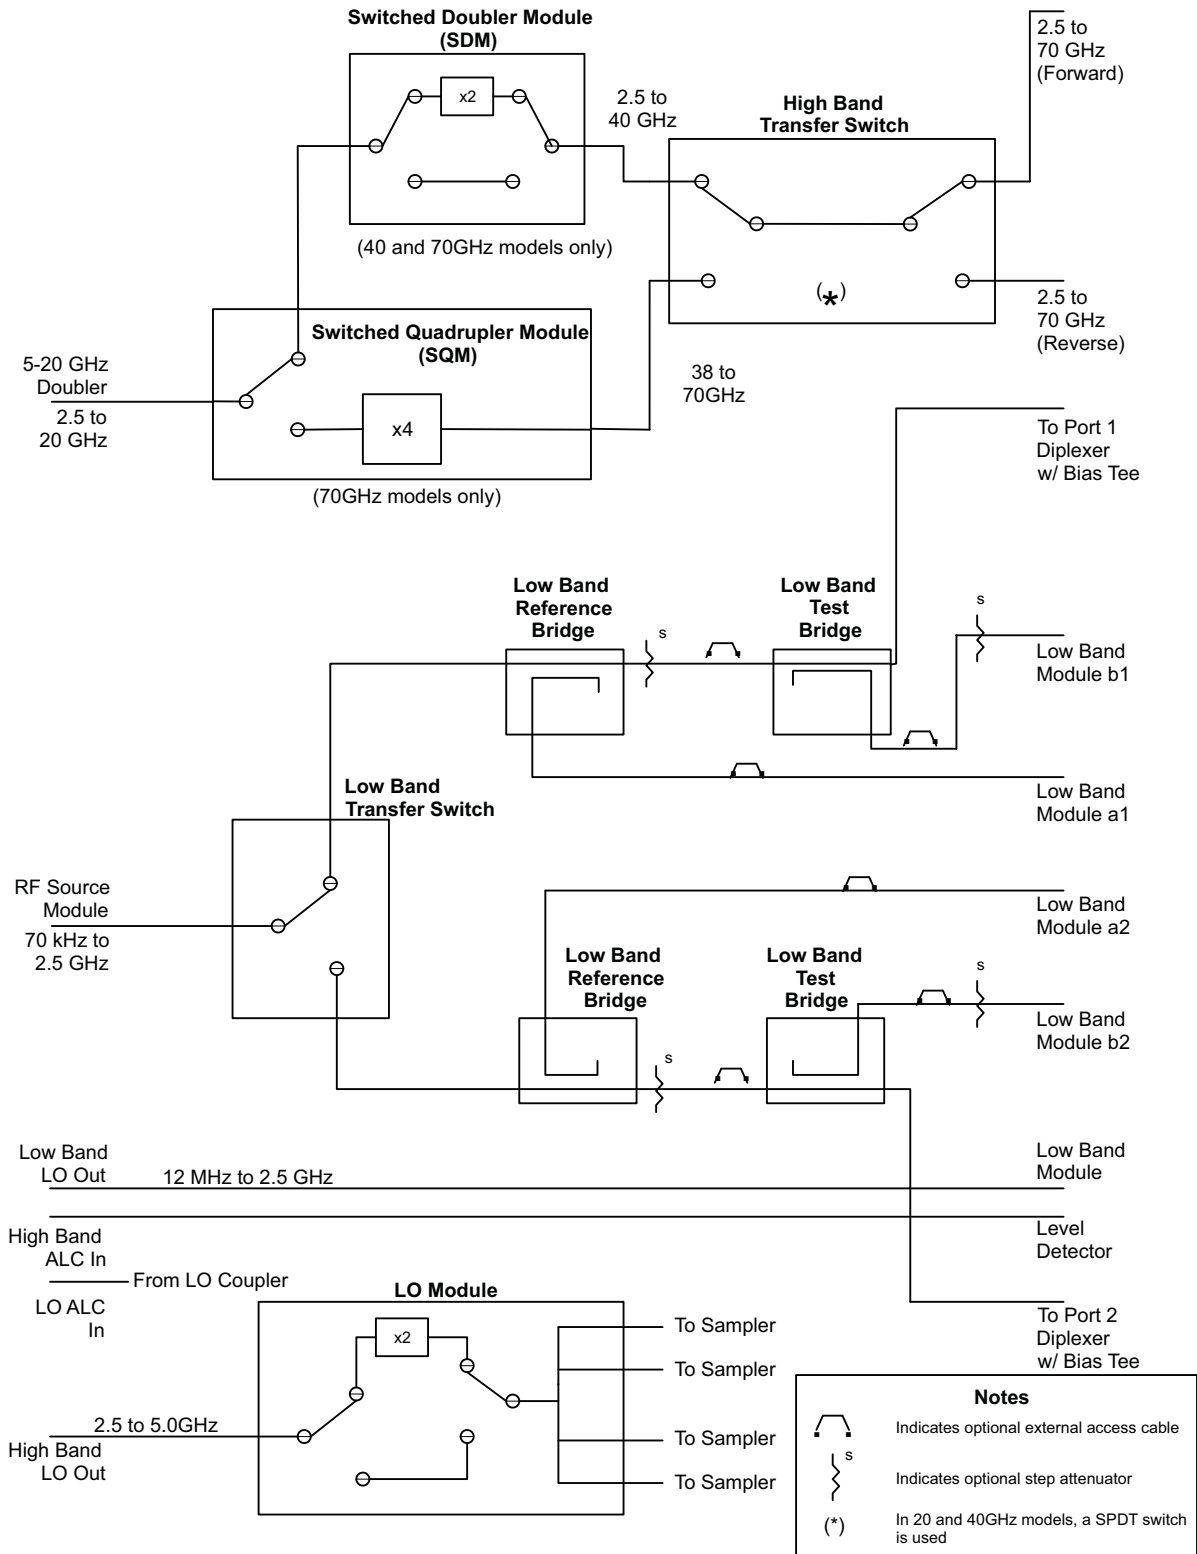 Switched Doubler Module
(SDM)
x2
(40 and 70GHz models only)
2.5 to
40 GHz
High Band
Transfer Switch
(*)
2.5 to
70 GHz
(Forward)
2.5 to
70 GHz
(Reverse)
Switched Quadrupler Module
(SQM)
x4
(70GHz models only)
5-20 GHz
Doubler
2.5 to
20 GHz
38 to
70GHz
To Port 1
Diplexer
w/ Bias Tee
Low Band
Reference
Bridge
s
Low Band
Test
Bridge
s
Low Band
Module b1
Low Band
Module a1
Low Band
Transfer Switch
RF Source
Module
70 kHz to
2.5 GHz
Low Band
Module a2
Low Band
Reference
Bridge
s
Low Band
Test
Bridge
s
Low Band
Module b2
Low Band
LO Out
12 MHz to 2.5 GHz
Low Band
Module
High Band
ALC In
Level
Detector
From LO Coupler
LO ALC
In
LO Module
x2
To Sampler
To Sampler
To Sampler
To Sampler
2.5 to 5.0GHz
High Band
LO Out
To Port 2
Diplexer
w/ Bias Tee
Notes
Indicates optional external access cable
s
Indicates optional step attenuator
(*)
In 20 and 40GHz models, a SPDT switch
is used